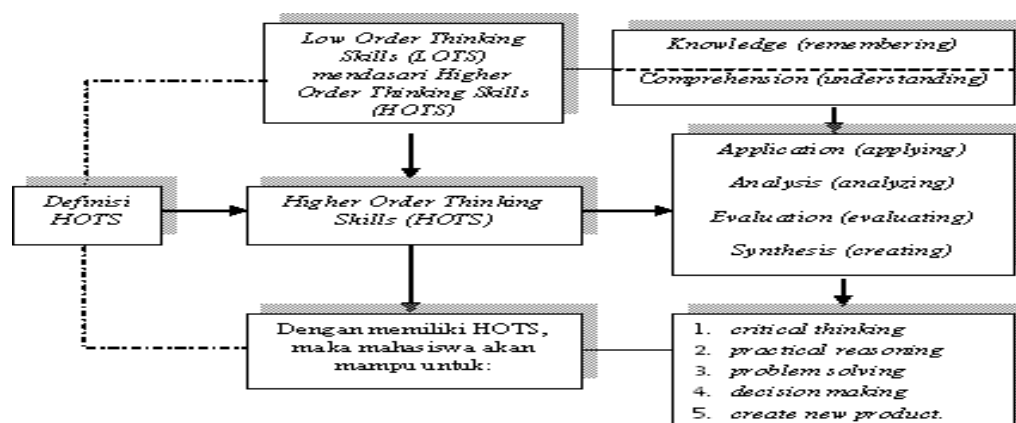 Low Order Thinking
Skills (LOTS)
mendasari Higher
Order Thinking Skills
(HOTS)
Knowledge (remembering)
Comprehension (understanding)
Application (applying)
Analysis (analyzing)
Evaluation (evaluating)
Synthesis (creating)
Definisi
HOTS
Higher Order Thinking
Skills (HOTS)
Dengan memiliki HOTS,
maka mahasiswa akan
mampu untuk:
1. critical thinking
2. practical reasoning
3. problem solving
4. decision making
5. create new product.